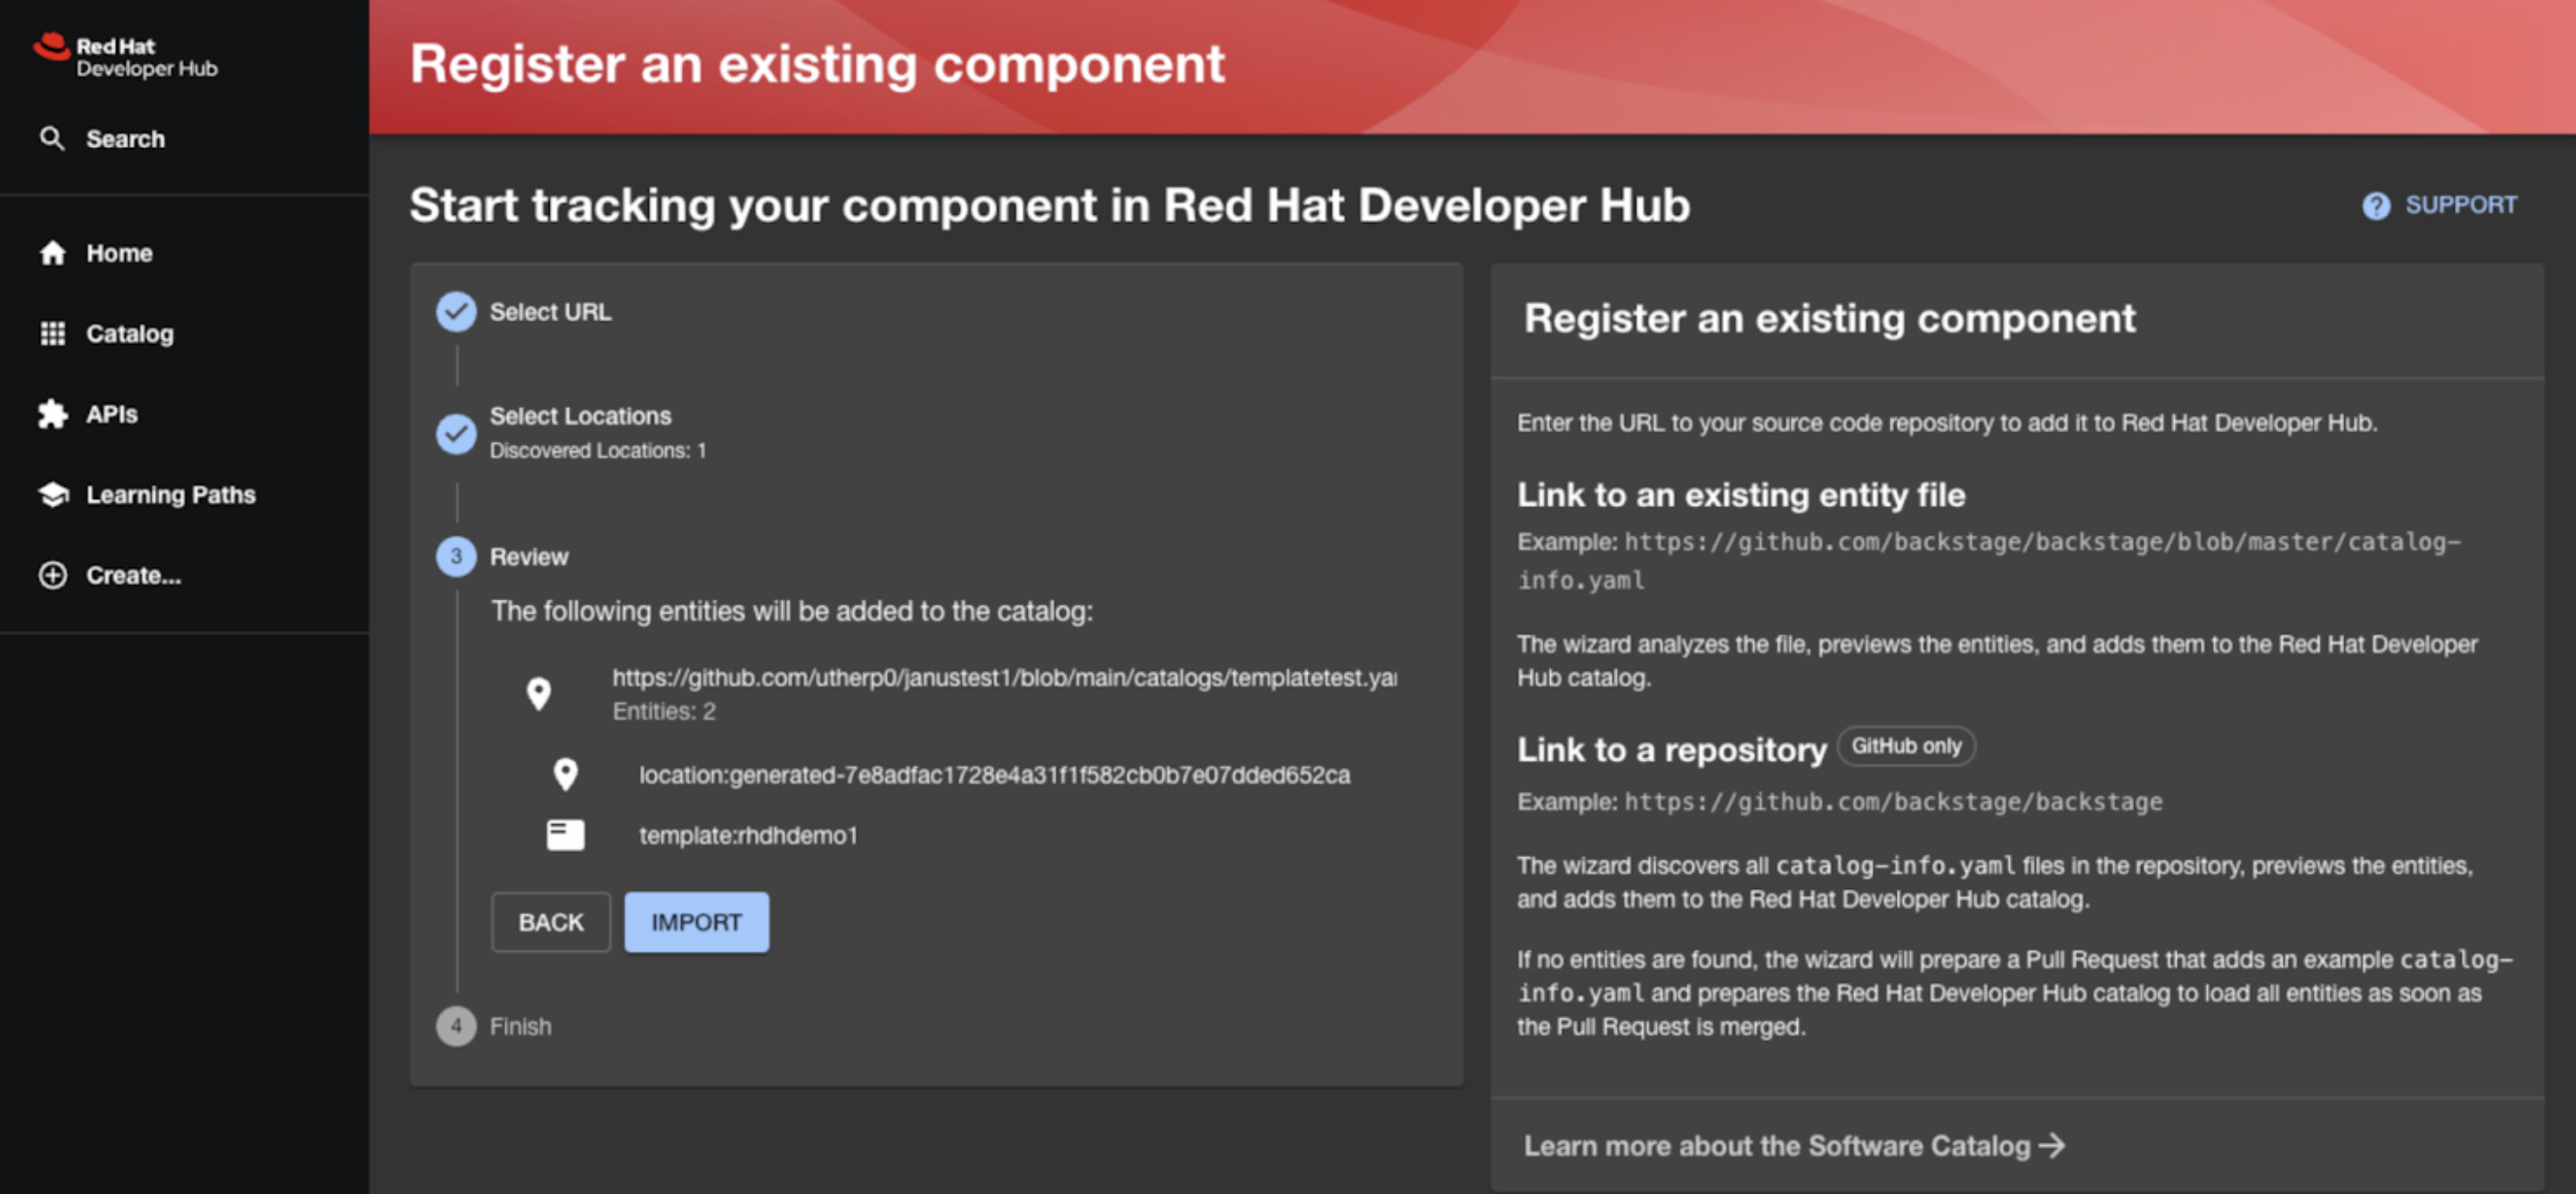 Red Hat
Developer Hub
Search
Home
Catalog
APIs
Learning Paths
Create...
Register an existing component
Start tracking your component in Red Hat Developer Hub
SUPPORT
Select URL
Select Locations
Discovered Locations: 1
3 Review
The following entities will be added to the catalog:
https://github.com/utherp0/janustest1/blob/main/catalogs/templatetest.ya
Entities: 2
location:generated-7e8adfac1728e4a31f1f582cb0b7e07dded652ca
template:rhdhdemo1
BACK IMPORT
4 Finish
Register an existing component
Enter the URL to your source code repository to add it to Red Hat Developer Hub.
Link to an existing entity file
Example: https://github.com/backstage/backstage/blob/master/catalog-
info.yaml
The wizard analyzes the file, previews the entities, and adds them to the Red Hat Developer
Hub catalog.
Link to a repository GitHub only
Example: https://github.com/backstage/backstage
The wizard discovers all catalog-info.yaml files in the repository, previews the entities,
and adds them to the Red Hat Developer Hub catalog.
If no entities are found, the wizard will prepare a Pull Request that adds an example catalog-
info.yaml and prepares the Red Hat Developer Hub catalog to load all entities as soon as
the Pull Request is merged.
Learn more about the Software Catalog